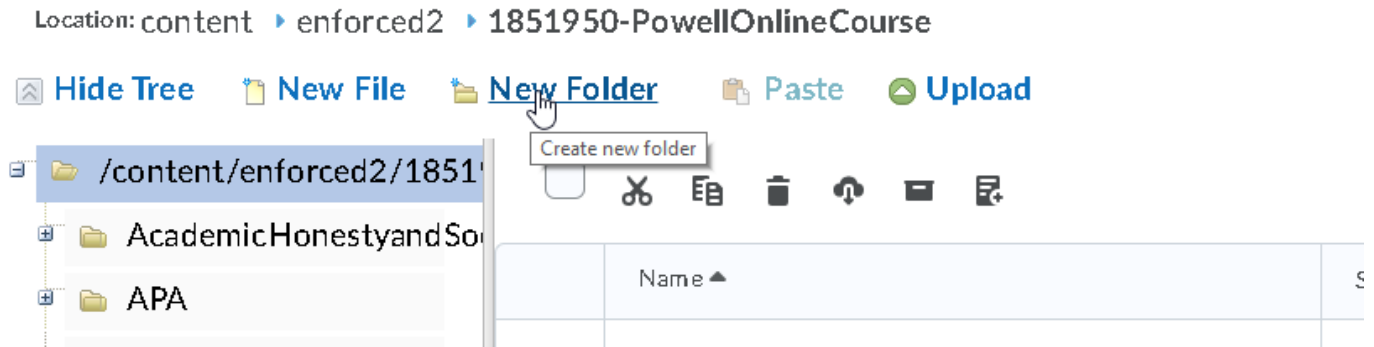 Location: content enforced2 1851950-PowellOnlineCourse
Hide Tree New File New Folder Paste Upload
Create new folder
/content/enforced2/1851
AcademicHonestyandSo
Name
APA